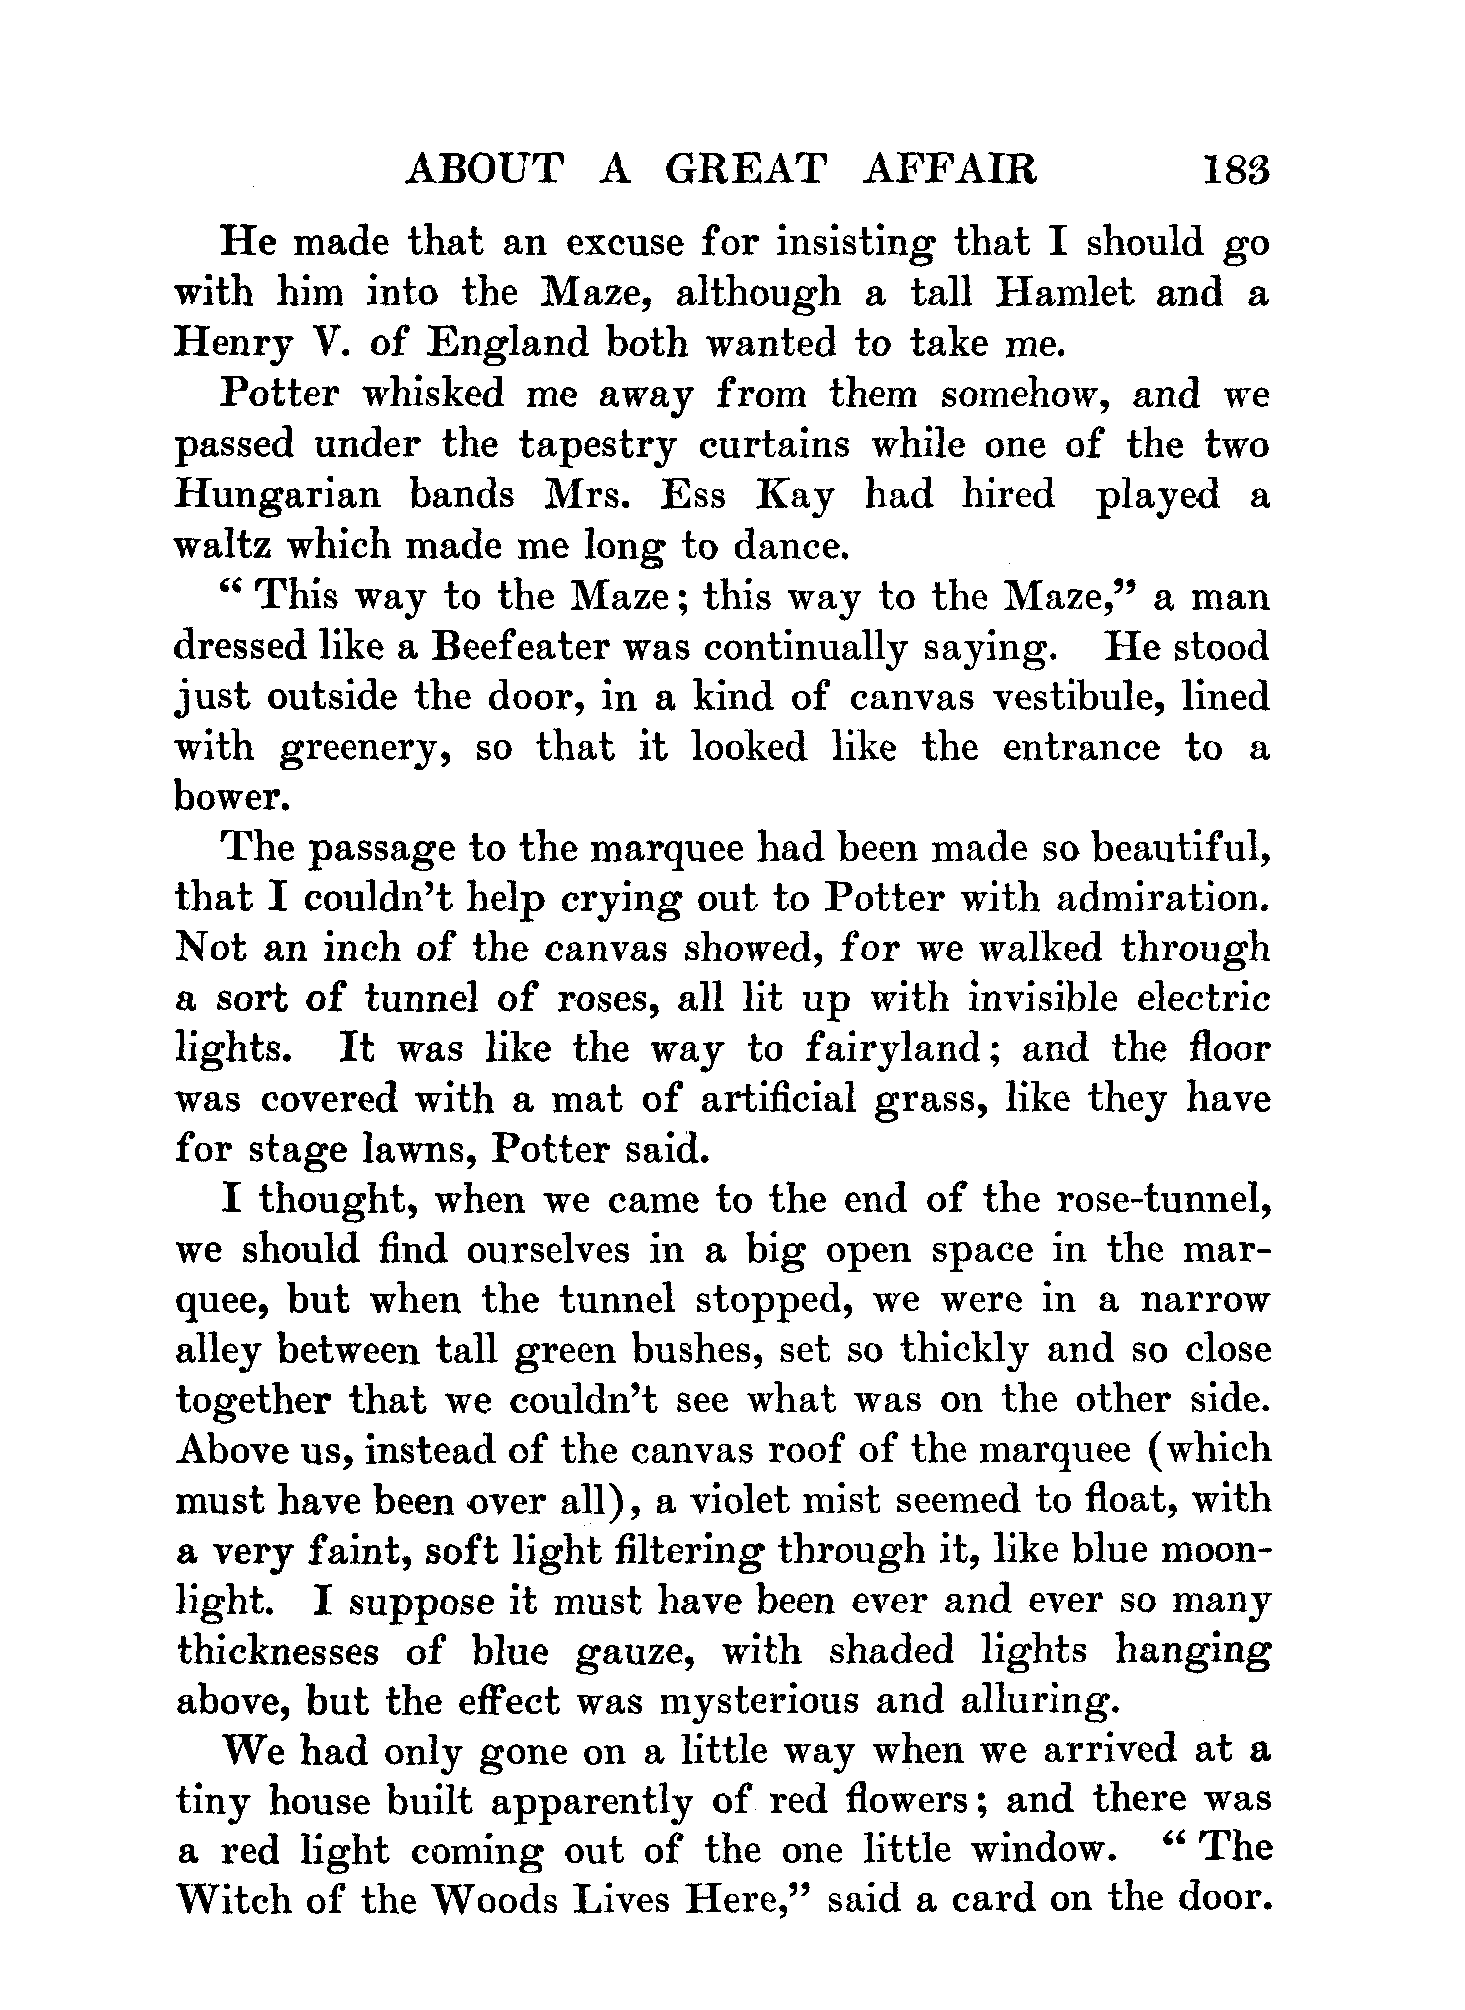 ABOUT A GREAT AFFAIR 183
He made that an excuse for insisting that I should go
with him into the Maze, although a tall Hamlet and a
Henry V. of England both wanted to take me.
Potter whisked me away from them somehow, and we
passed under the tapestry curtains while one of the two
Hungarian bands Mrs. Ess Kay had hired played a
waltz which made me long to dance.
“ This way to the Maze; this way to the Maze,” a man
dressed like a Beefeater was continually saying. He stood
just outside the door, in a kind of canvas vestibule, lined
with greenery, so that it looked like the entrance to a
bower.
The passage to the marquee had been made so beautiful,
that I couldn’t help crying out to Potter with admiration.
Not an inch of the canvas showed, for we walked through
a sort of tunnel of roses, all lit up with invisible electric
lights. It was like the way to fairyland; and the floor
was covered with a mat of artificial grass, like they have
for stage lawns, Potter said.
I thought, when we came to the end of the rose-tunnel,
we should find ourselves in a big open space in the mar-
quee, but when the tunnel stopped, we were in a narrow
alley between tall green bushes, set so thickly and so close
together that we couldn’t see what was on the other side.
Above us, instead of the canvas roof of the marquee (which
must have been over all), a violet mist seemed to float, with
a very faint, soft light filtering through it, like blue moon-
light. I suppose it must have been ever and ever so many
thicknesses of blue gauze, with shaded lights hanging
above, but the effect was mysterious and alluring.
We had only gone on a little way when we arrived at a
tiny house built apparently of red flowers; and there was
a red light coming out of the one little window. “ The
Witch of the Woods Lives Here,” said a card on the door.